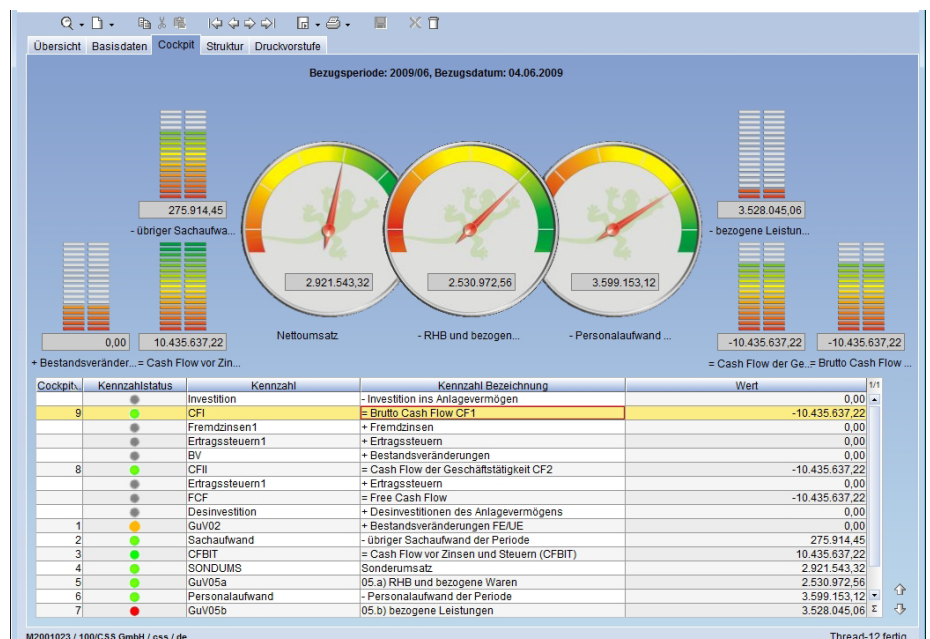 Übersicht Basisdaten Cockpit Struktur Druckvorstufe
Bezugsperiode: 2009/06, Bezugsdatum: 04.06.2009
275.914,45
- übriger Sachaufwa...
3.528.045,06
- bezogene Leistun...
2.921.543,32
2.530.972,56
3.599.153,12
Nettoumsatz
- RHB und bezogen...
- Personalaufwand ...
0,00
10.435.637,22
-10.435.637,22
-10.435.637,22
+ Bestandsveränder...
= Cash Flow vor Zin...
= Cash Flow der Ge...
= Brutto Cash Flow ...
Cockpit... Kennzahlstatus Kennzahl Kennzahl Bezeichnung Wert 1/1
Investition - Investition ins Anlagevermögen 0,00
9 CFI = Brutto Cash Flow CF1 -10.435.637,22
Fremdzinsen1 + Fremdzinsen 0,00
Ertragssteuern1 + Ertragssteuern 0,00
BV + Bestandsveränderungen 0,00
8 CFII = Cash Flow der Geschäftstätigkeit CF2 -10.435.637,22
Ertragssteuern1 + Ertragssteuern 0,00
FCF = Free Cash Flow -10.435.637,22
Desinvestition + Desinvestitionen des Anlagevermögens 0,00
1 GuV02 + Bestandsveränderungen FE/UE 0,00
2 Sachaufwand - übriger Sachaufwand der Periode 275.914,45
3 CFBIT = Cash Flow vor Zinsen und Steuern (CFBIT) 10.435.637,22
4 SONDUMS Sonderumsatz 2.921.543,32
5 GuV05a 05.a) RHB und bezogene Waren 2.530.972,56
6 Personalaufwand - Personalaufwand der Periode 3.599.153,12
7 GuV05b 05.b) bezogene Leistungen 3.528.045,06 Σ
M2001023 / 100/CSS GmbH / css / de
Thread-12 fertig